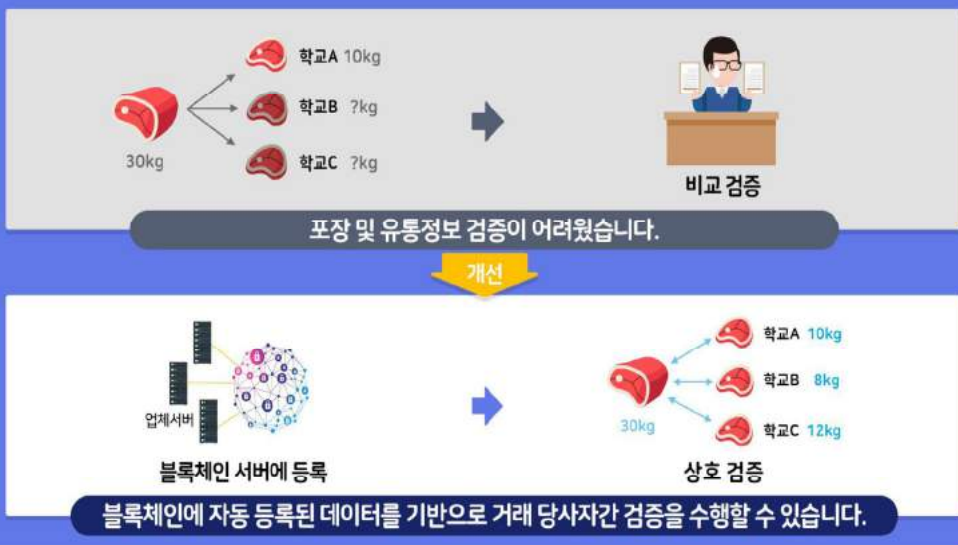 학교A 10kg
학교B ?kg
학교C ?kg
30kg
비교 검증
포장 및 유통정보 검증이 어려웠습니다.
개선
업체서버
블록체인 서버에 등록
학교A 10kg
학교B 8kg
학교C 12kg
30kg
상호 검증
블록체인에 자동 등록된 데이터를 기반으로 거래 당사자간 검증을 수행할 수 있습니다.